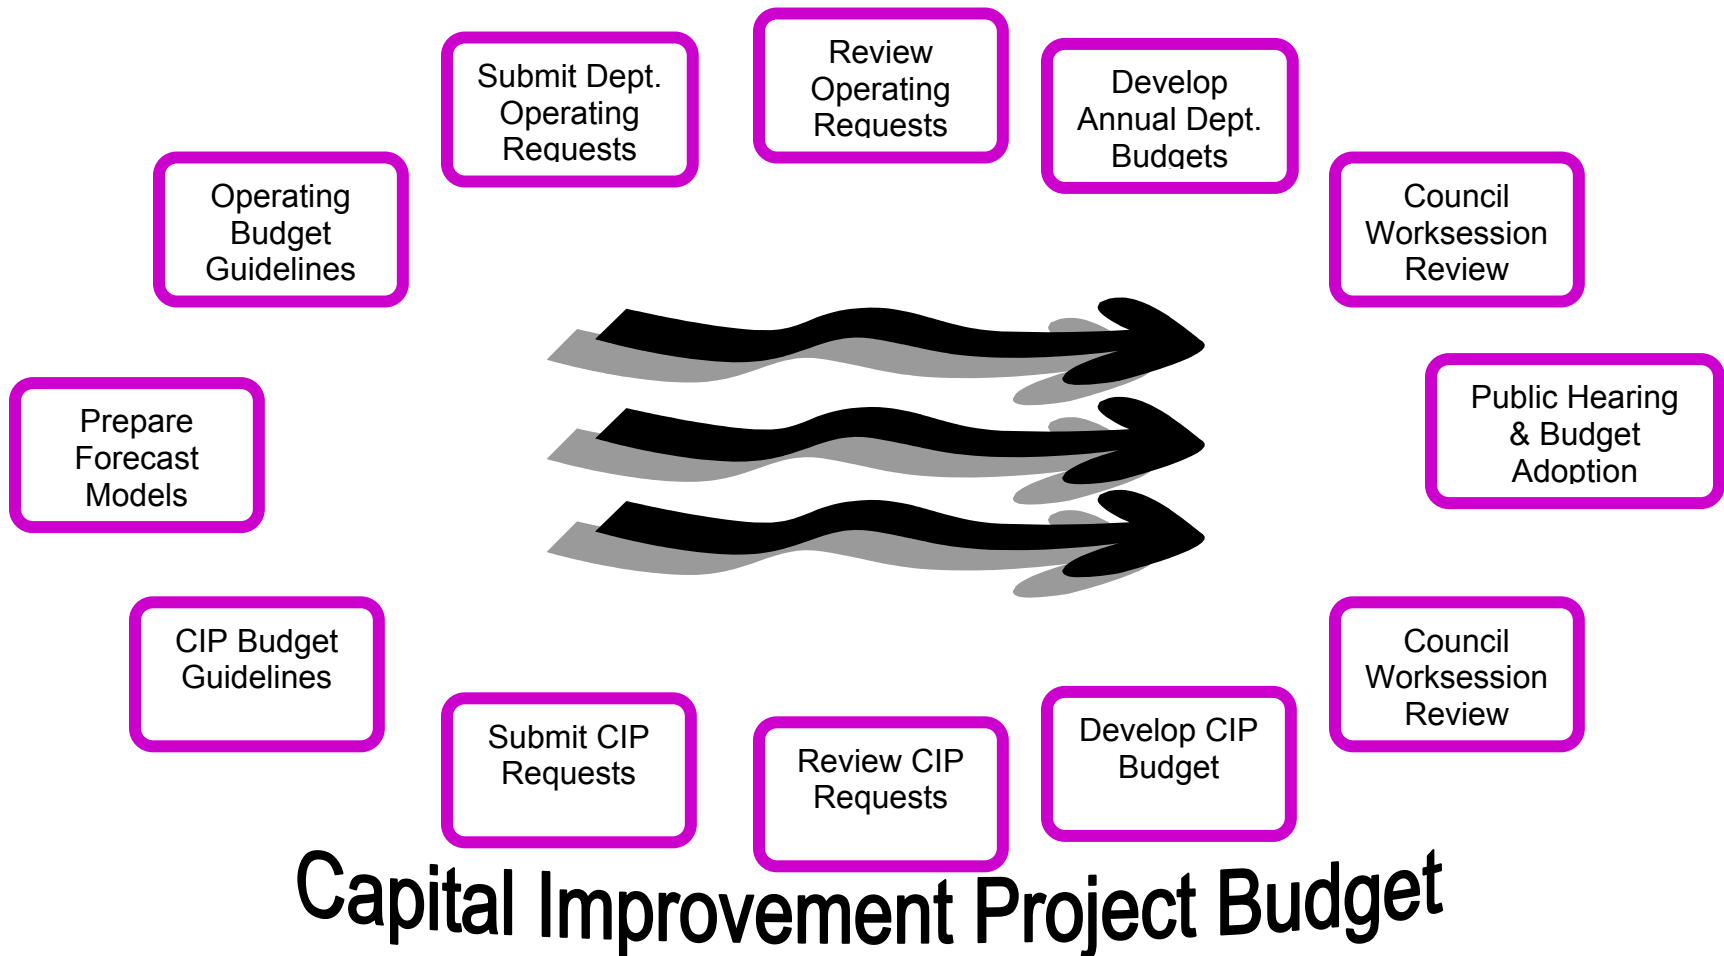 Review
Operating
Requests
Submit Dept.
Operating
Requests
Develop
Annual Dept.
Budgets
Operating
Budget
Guidelines
Council
Worksession
Review
Prepare
Forecast
Models
Public Hearing
& Budget
Adoption
CIP Budget
Guidelines
Council
Worksession
Review
Submit CIP
Requests
Review CIP
Requests
Develop CIP
Budget
Capital Improvement Project Budget